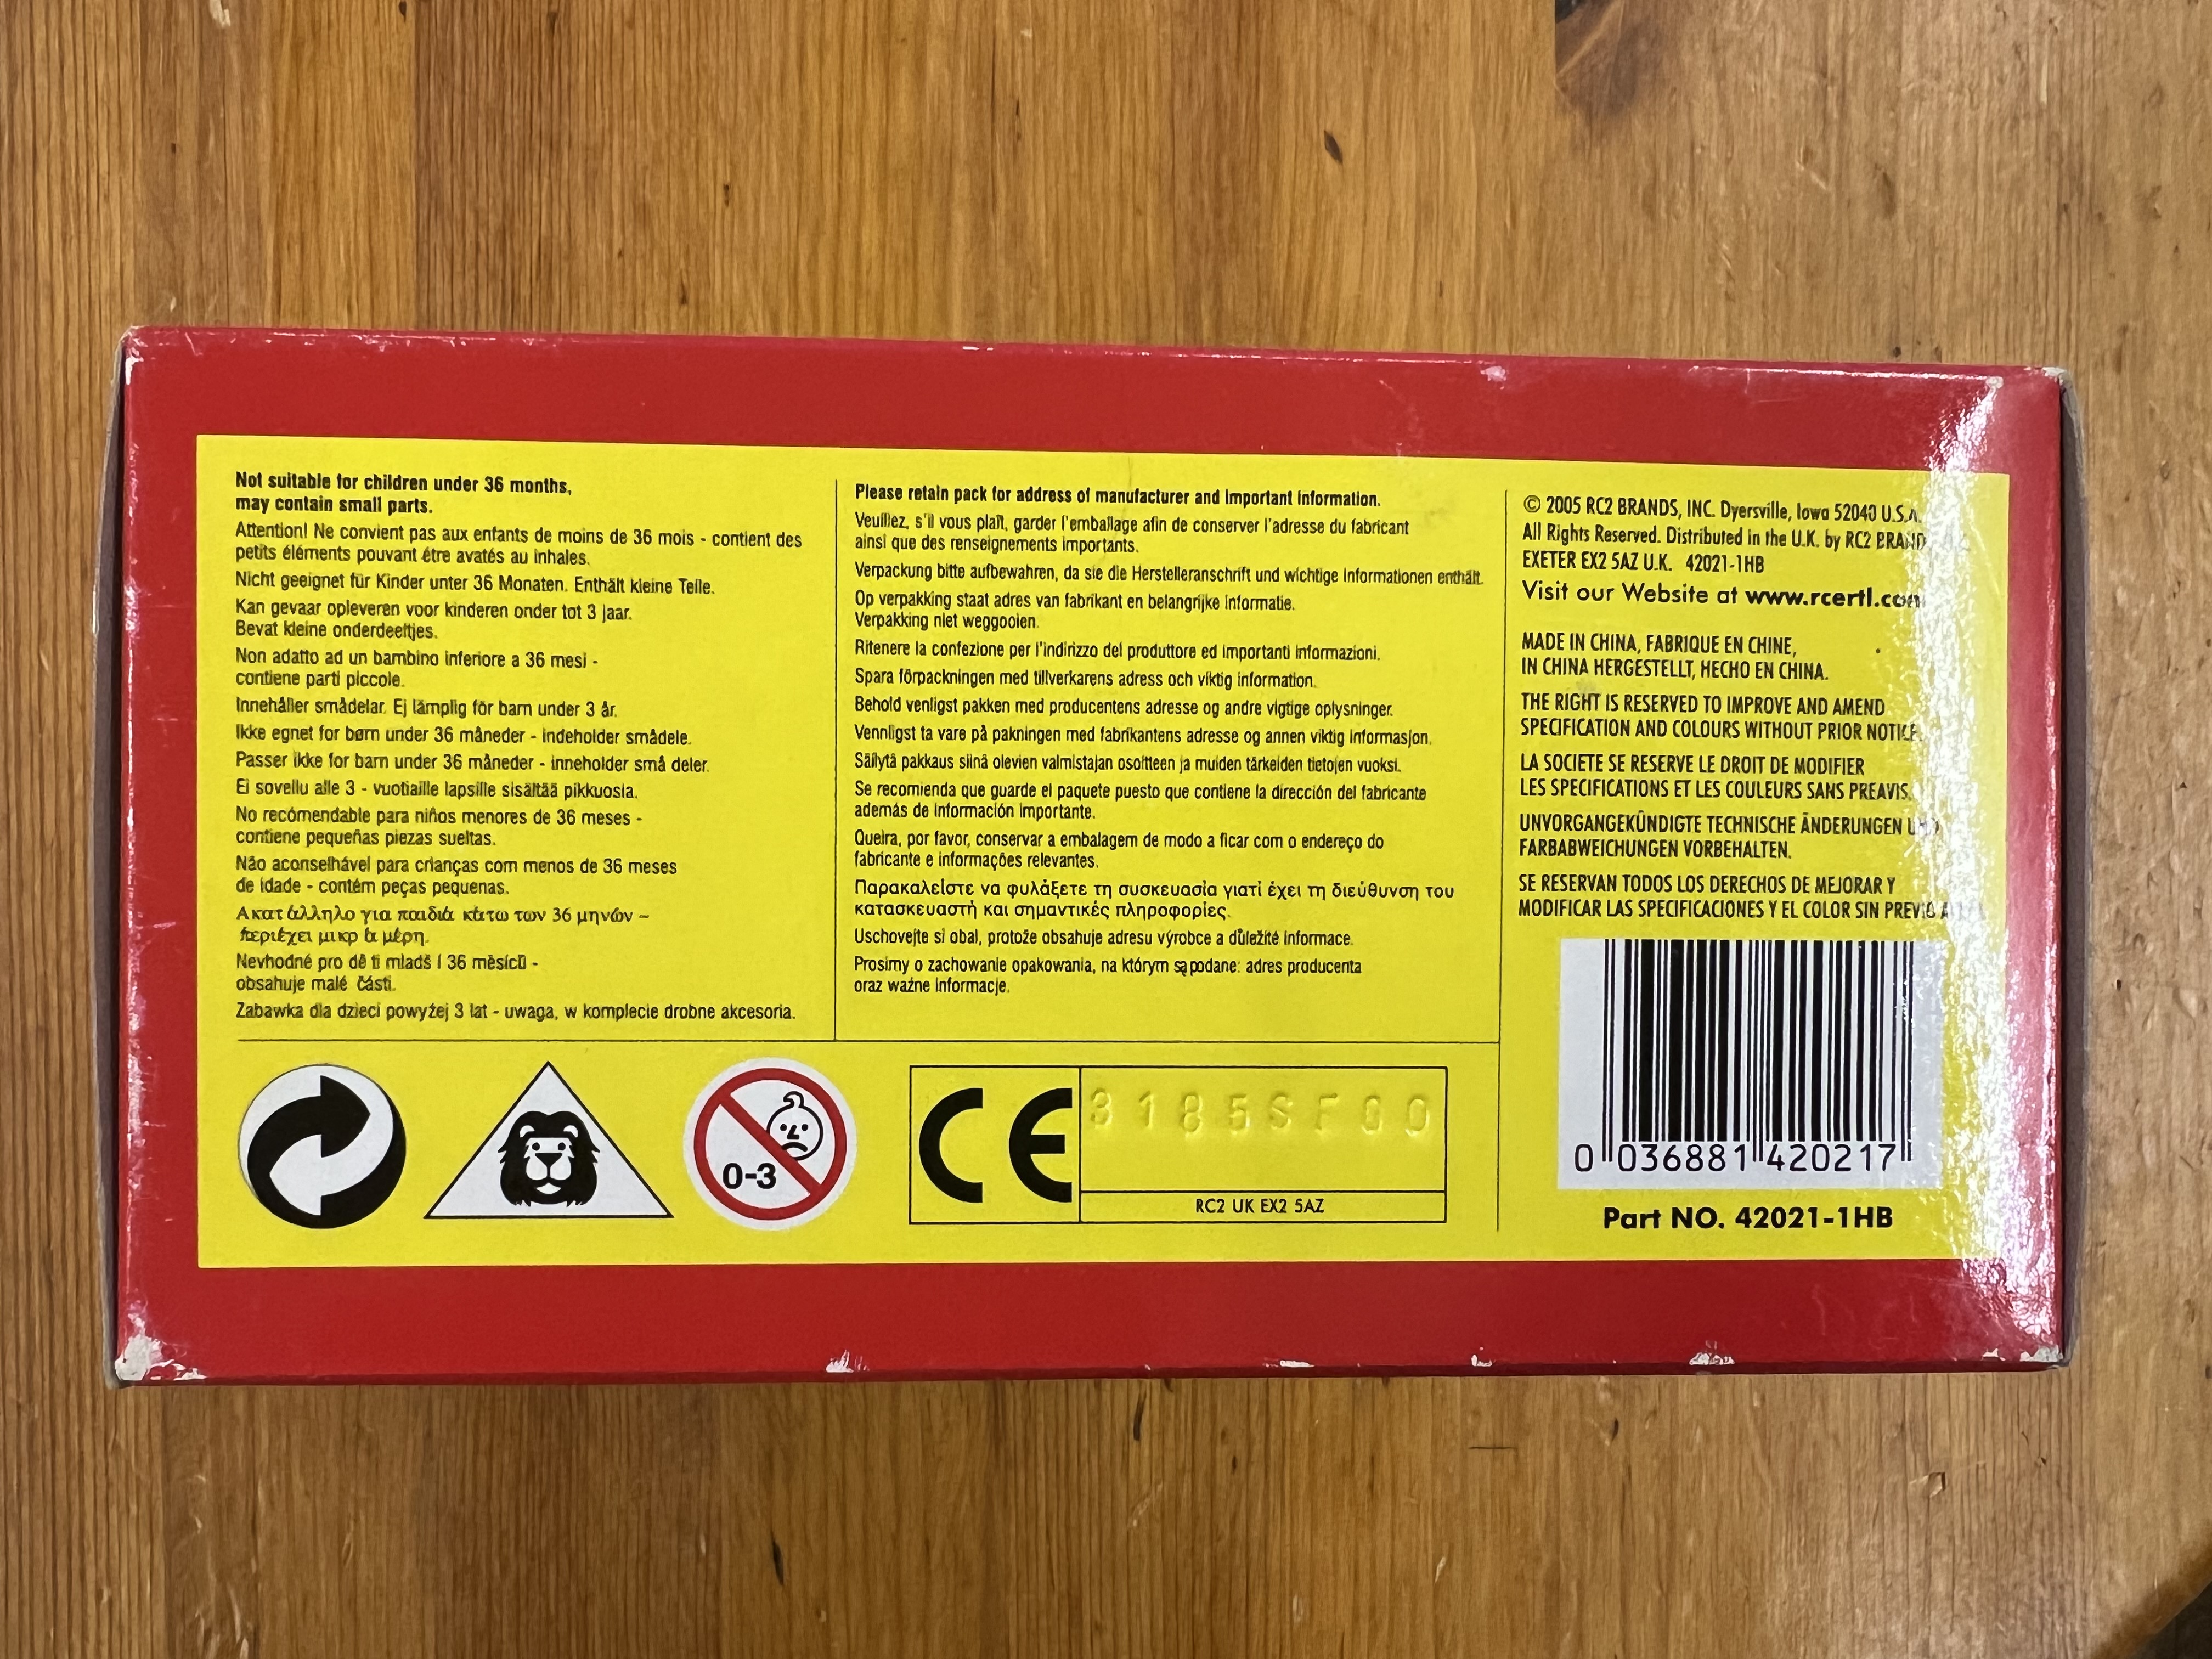 Not suitable for children under 36 months,
may contain small parts.
Attention! Ne convient pas aux enfants de moins de 36 mois - contient des
petits éléments pouvant être avatés au inhales.
Nicht geeignet für Kinder unter 36 Monaten. Enthält kleine Teile.
Kan gevaar opleveren voor kinderen onder tot 3 jaar.
Bevat kleine onderdeeltjes.
Non adatto ad un bambino inferiore a 36 mesi -
contiene parti piccole.
Innehåller smådelar. Ej lämplig för barn under 3 år.
Ikke egnet for børn under 36 måneder - indeholder smådele.
Passer ikke for barn under 36 måneder - inneholder små deler.
Ei sovellu alle 3 - vuotiaille lapsille sisältää pikkuosia.
No recómendable para niños menores de 36 meses -
contiene pequeñas piezas sueltas.
Não aconselhável para crianças com menos de 36 meses
de idade - contém peças pequenas.
Ακατάλληλο για παιδιά κάτω των 36 μηνών ~
περιέχει μικρά μέρη.
Nevhodné pro dě ti mladš í 36 měsíců -
obsahuje malé části.
Zabawka dla dzieci powyżej 3 lat - uwaga, w komplecie drobne akcesoria.
Please retain pack for address of manufacturer and important information.
Veuillez, s'il vous plaît, garder l'emballage afin de conserver l'adresse du fabricant
ainsi que des renseignements importants.
Verpackung bitte aufbewahren, da sie die Herstelleranschrift und wichtige Informationen enthält.
Op verpakking staat adres van fabrikant en belangrijke informatie.
Verpakking niet weggooien.
Ritenere la confezione per l'indirizzo del produttore ed importanti informazioni.
Spara förpackningen med tillverkarens adress och viktig information.
Behold venligst pakken med producentens adresse og andre vigtige oplysninger.
Vennligst ta vare på pakningen med fabrikantens adresse og annen viktig informasjon.
Säilytä pakkaus siinä olevien valmistajan osoitteen ja muiden tärkeiden tietojen vuoksi.
Se recomienda que guarde el paquete puesto que contiene la dirección del fabricante
además de información importante.
Queira, por favor, conservar a embalagem de modo a ficar com o endereço do
fabricante e informações relevantes.
Παρακαλείστε να φυλάξετε τη συσκευασία γιατί έχει τη διεύθυνση του
κατασκευαστή και σημαντικές πληροφορίες.
Uschovejte si obal, protože obsahuje adresu výrobce a důležité informace.
Prosimy o zachowanie opakowania, na którym są podane: adres producenta
oraz ważne informacje.
© 2005 RC2 BRANDS, INC. Dyersville, Iowa 52040 U.S.A.
All Rights Reserved. Distributed in the U.K. by RC2
EXETER EX2 5AZ U.K. 42021-1HB
Visit our Website at www.rcertl.com
MADE IN CHINA, FABRIQUE EN CHINE,
IN CHINA HERGESTELLT, HECHO EN CHINA.
THE RIGHT IS RESERVED TO IMPROVE AND AMEND
SPECIFICATION AND COLOURS WITHOUT PRIOR NOTICE.
LA SOCIETE SE RESERVE LE DROIT DE MODIFIER
LES SPECIFICATIONS ET LES COULEURS SANS PREAVIS.
UNVORGANGEKÜNDIGTE TECHNISCHE ÄNDERUNGEN UND
FARBABWEICHUNGEN VORBEHALTEN.
SE RESERVAN TODOS LOS DERECHOS DE MEJORAR Y
MODIFICAR LAS SPECIFICACIONES Y EL COLOR SIN PREVIO
0 036881 420217
Part NO. 42021-1HB
0-3
CE
RC2 UK EX2 5AZ